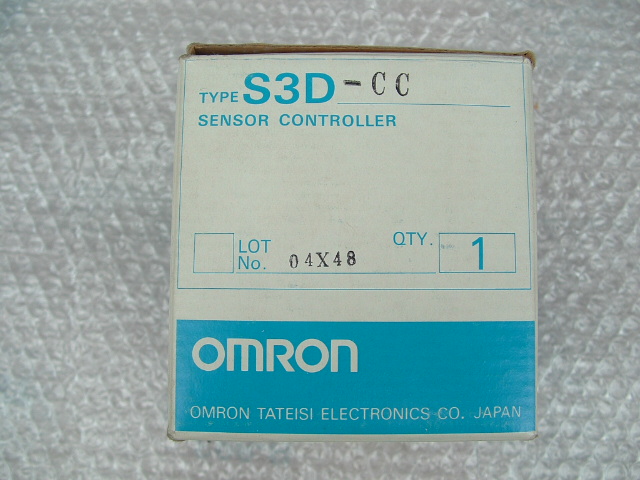 TYPE S3D-CC
SENSOR CONTROLLER
LOT No. 04X48
QTY. 1
OMRON
OMRON TATEISI ELECTRONICS CO. JAPAN